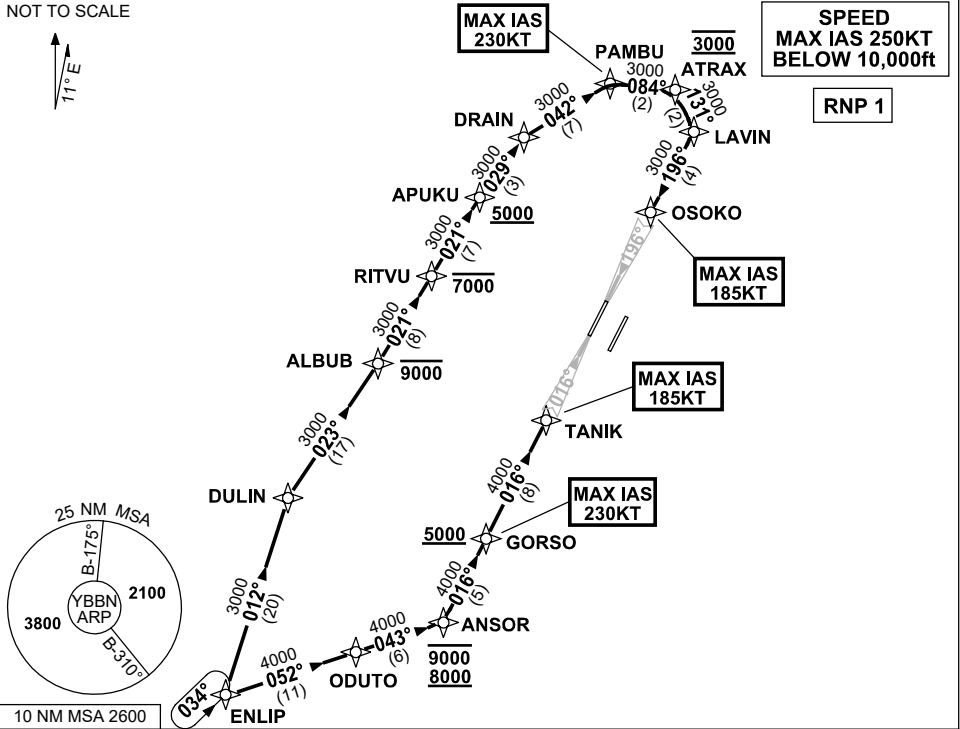 NOT TO SCALE
11° E
MAX IAS
230KT
SPEED
MAX IAS 250KT
BELOW 10,000ft
RNP 1
PAMBU
3000
ATRAX
3000
084°
(2)
3000
131°
(2)
LAVIN
DRAIN
3000
042°
(7)
3000
196°
(4)
APUKU
3000
029°
(3)
5000
OSOKO
3000
021°
(7)
196°
MAX IAS
185KT
RITVU
7000
3000
021°
(8)
ALBUB
9000
016°
MAX IAS
185KT
TANIK
3000
023°
(17)
4000
016°
(8)
DULIN
MAX IAS
230KT
5000
GORSO
25 NM MSA
B-175°
YBBN
ARP
2100
3800
B-310°
3000
012°
(20)
4000
016°
(5)
ANSOR
9000
8000
4000
043°
(6)
ODUTO
4000
052°
(11)
034°
ENLIP
10 NM MSA 2600